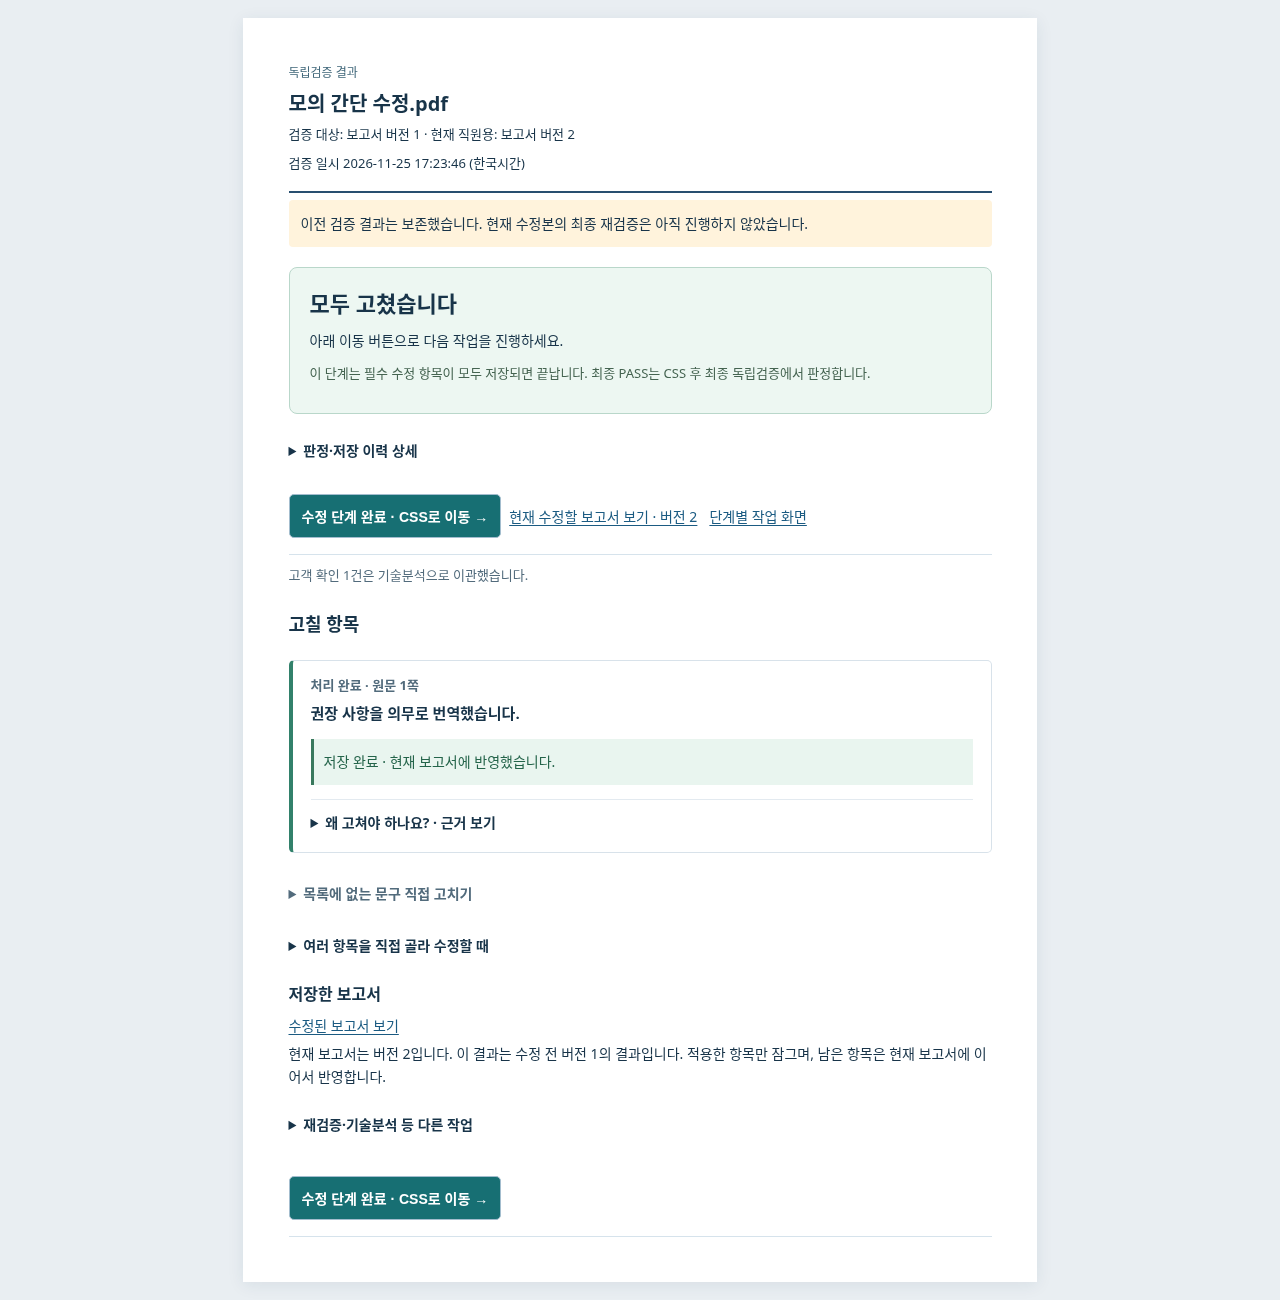 독립검증 결과
모의 간단 수정.pdf
검증 대상: 보고서 버전 1 · 현재 직원용: 보고서 버전 2
검증 일시 2026-11-25 17:23:46 (한국시간)
이전 검증 결과는 보존했습니다. 현재 수정본의 최종 재검증은 아직 진행하지 않았습니다.
모두 고쳤습니다
아래 이동 버튼으로 다음 작업을 진행하세요.
이 단계는 필수 수정 항목이 모두 저장되면 끝납니다. 최종 PASS는 CSS 후 최종 독립검증에서 판정합니다.
▶ 판정·저장 이력 상세
수정 단계 완료 · CSS로 이동 → 현재 수정할 보고서 보기 · 버전 2 단계별 작업 화면
고객 확인 1건은 기술분석으로 이관했습니다.
고칠 항목
처리 완료 · 원문 1쪽
권장 사항을 의무로 번역했습니다.
저장 완료 · 현재 보고서에 반영했습니다.
▶ 왜 고쳐야 하나요? · 근거 보기
▶ 목록에 없는 문구 직접 고치기
▶ 여러 항목을 직접 골라 수정할 때
저장한 보고서
수정된 보고서 보기
현재 보고서는 버전 2입니다. 이 결과는 수정 전 버전 1의 결과입니다. 적용한 항목만 잠그며, 남은 항목은 현재 보고서에 이
어서 반영합니다.
▶ 재검증·기술분석 등 다른 작업
수정 단계 완료 · CSS로 이동 →